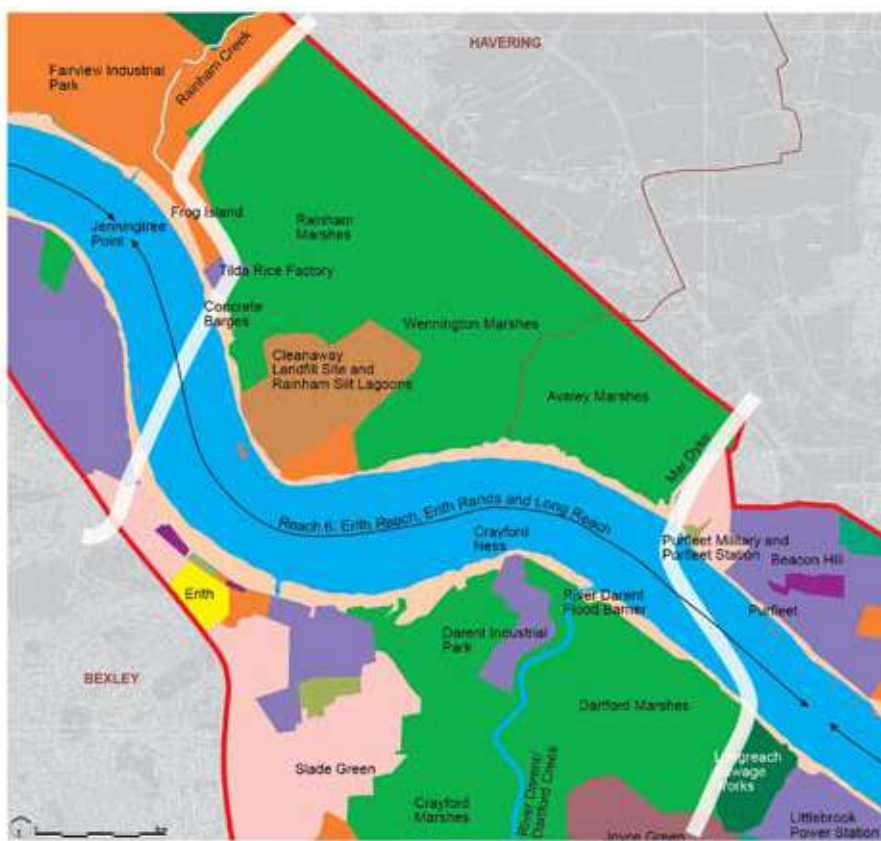 HAVERING
Fairview Industrial
Park
Rainham Creek
Frog Island
Rainham
Marshes
Jenningtree
Point
Tilda Rice Factory
Concrete
Barges
Wennington Marshes
Cleanaway
Landfill Site and
Rainham Silt Lagoons
Aveley Marshes
Mar Dyke
Reach 6: Erith Reach, Erith Rands and Long Reach
Crayford
Ness
Purfleet Military and
Purfleet Station
Beacon Hill
Erith
River Darent
Flood Barrier
Purfleet
Darent Industrial
Park
BEXLEY
Dartford Marshes
Slade Green
Longreach
Sewage
Works
Crayford
Marshes
River Darent/
Dartford Creek
Joyce Green
Littlebrook
Power Station